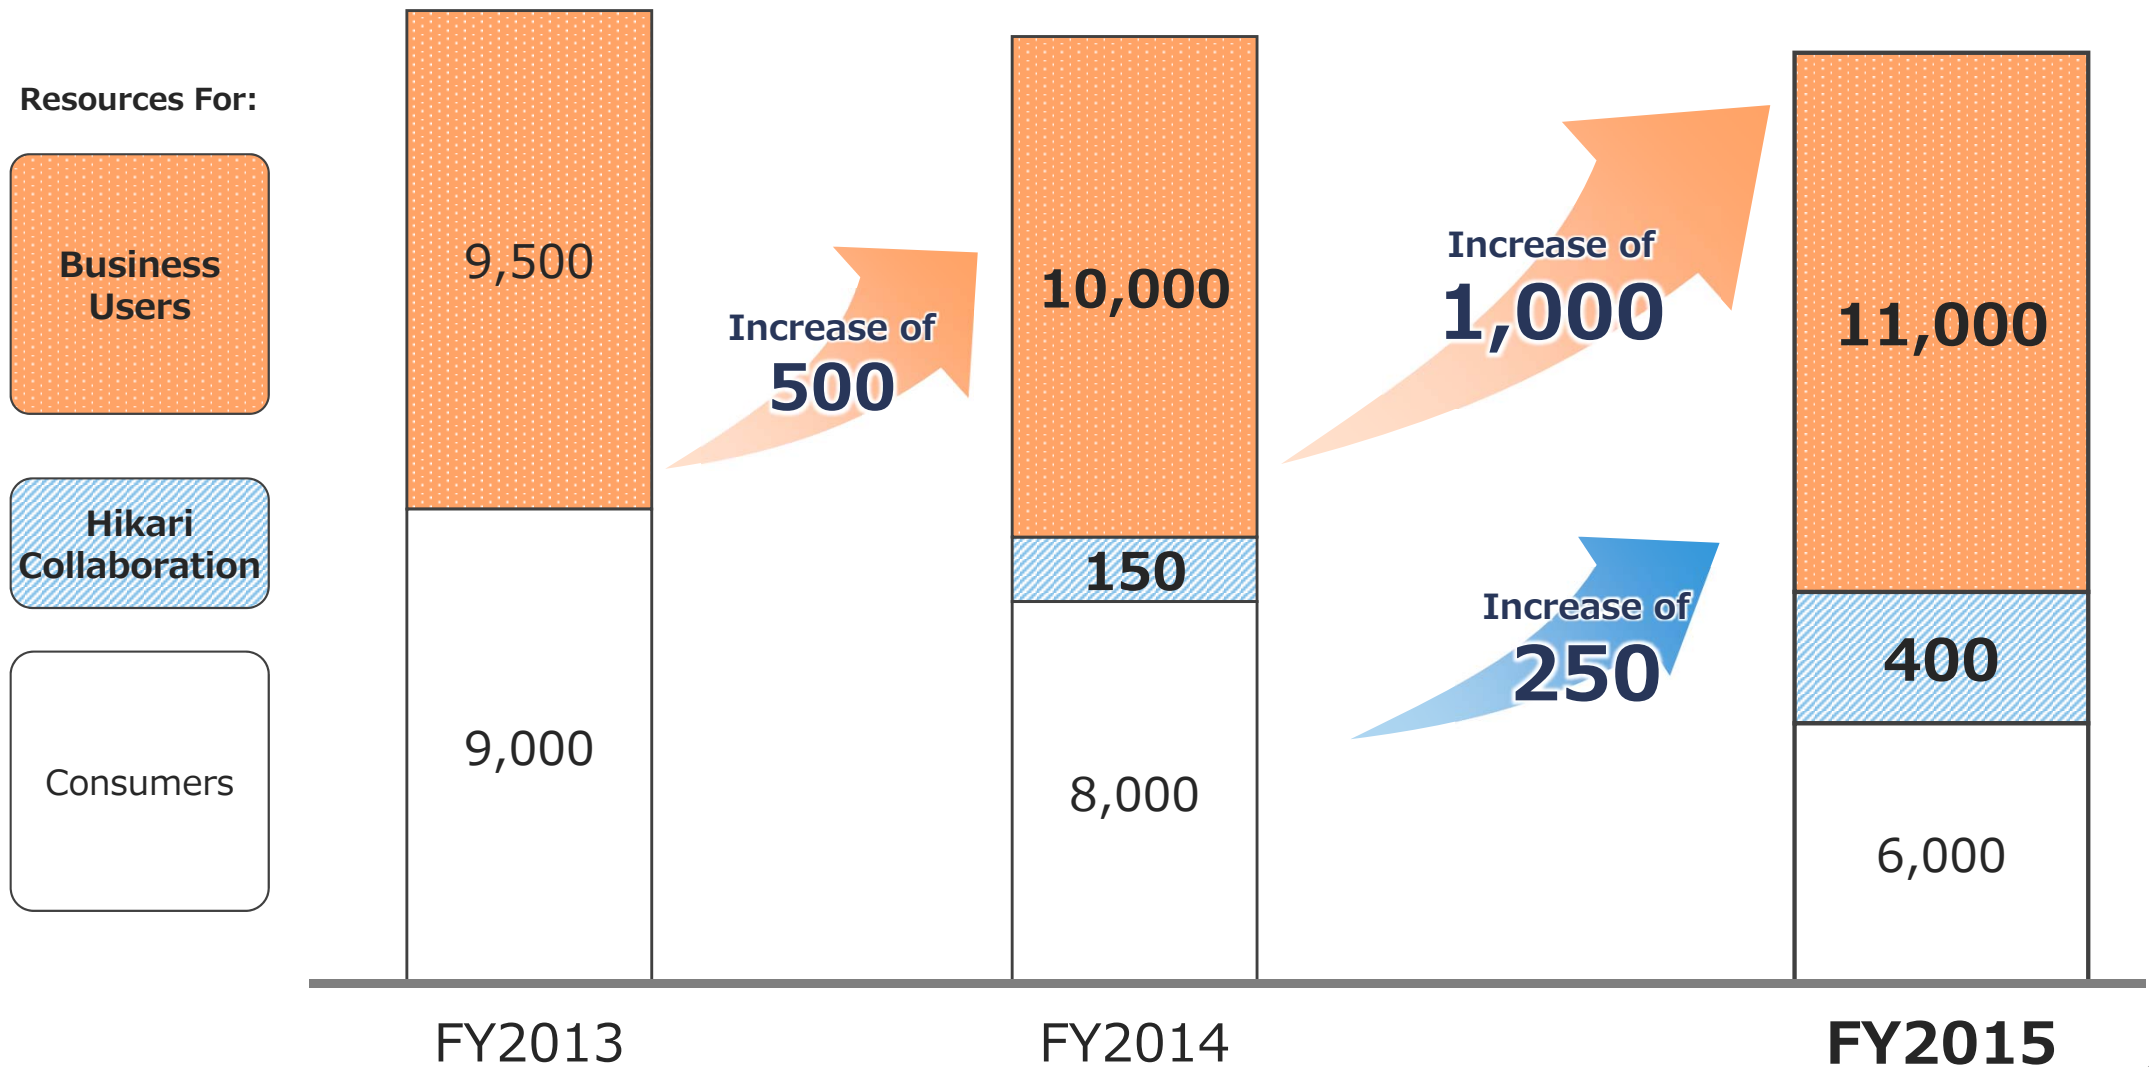 Resources For:
Business
Users
Hikari
Collaboration
Consumers
9,500
9,000
Increase of
500
10,000
150
8,000
Increase of
1,000
Increase of
250
11,000
400
6,000
FY2013
FY2014
FY2015